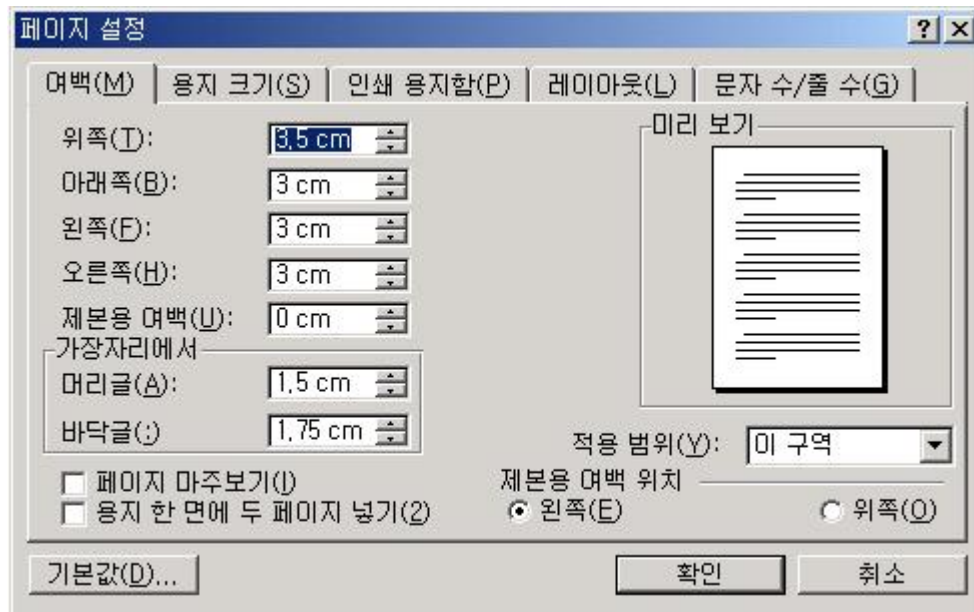 페이지 설정
여백(M) 용지 크기(S) 인쇄 용지함(P) 레이아웃(L) 문자 수/줄 수(G)
위쪽(T): 3.5 cm
아래쪽(B): 3 cm
왼쪽(F): 3 cm
오른쪽(H): 3 cm
제본용 여백(U): 0 cm
가장자리에서
머리글(A): 1.5 cm
바닥글(;) 1.75 cm
미리 보기
적용 범위(Y): 이 구역
페이지 마주보기(I)
용지 한 면에 두 페이지 넣기(2)
제본용 여백 위치
왼쪽(E) 위쪽(O)
기본값(D)... 확인 취소